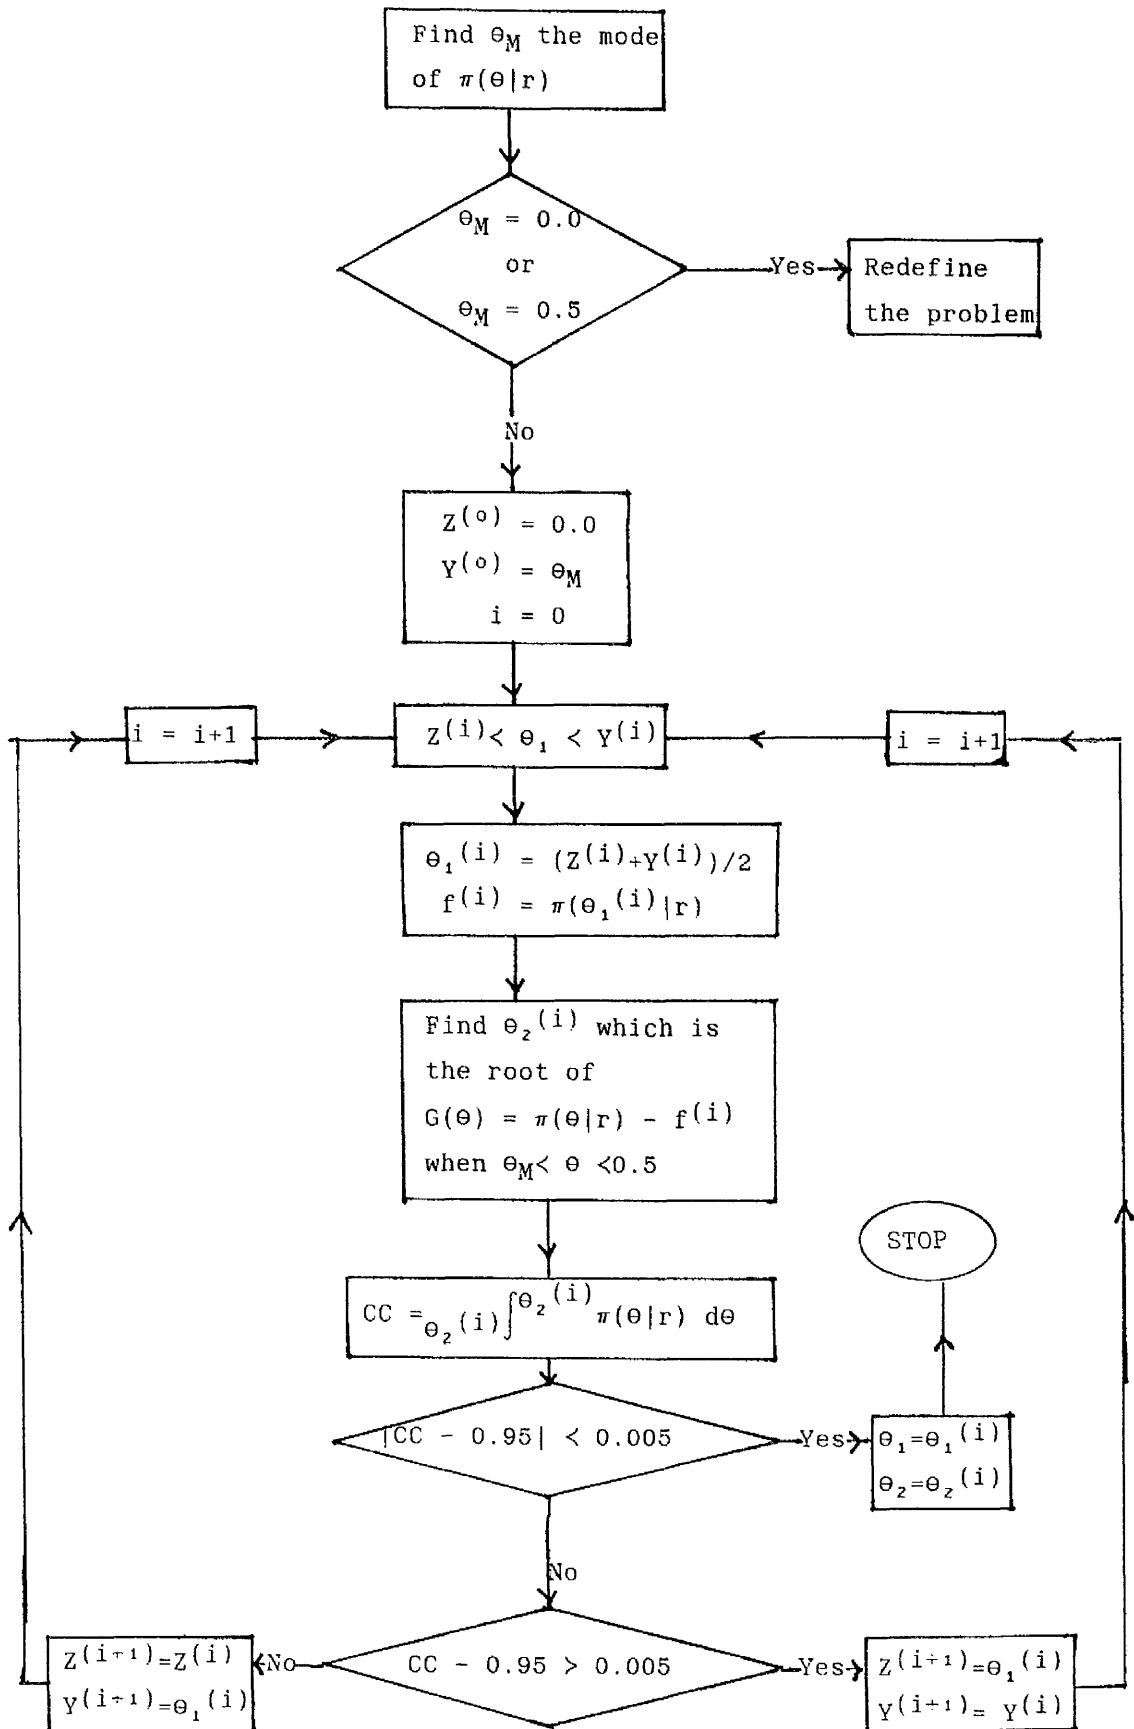 Find θM the mode
of π(θ|r)
θM = 0.0
or
θM = 0.5
Yes
Redefine
the problem
No
Z(o) = 0.0
Y(o) = θM
i = 0
i = i+1
Z(i)< θ1 < Y(i)
i = i+1
θ1(i) = (Z(i)+Y(i))/2
f(i) = π(θ1(i)|r)
Find θ2(i) which is
the root of
G(θ) = π(θ|r) - f(i)
when θM< θ <0.5
STOP
CC = θ2(i)∫θ2(i) π(θ|r) dθ
|CC - 0.95| < 0.005
Yes
θ1=θ1(i)
θ2=θ2(i)
No
Z(i+1)=Z(i)
Y(i+1)=θ1(i)
No
CC - 0.95 > 0.005
Yes
Z(i+1)=θ1(i)
Y(i+1)= Y(i)